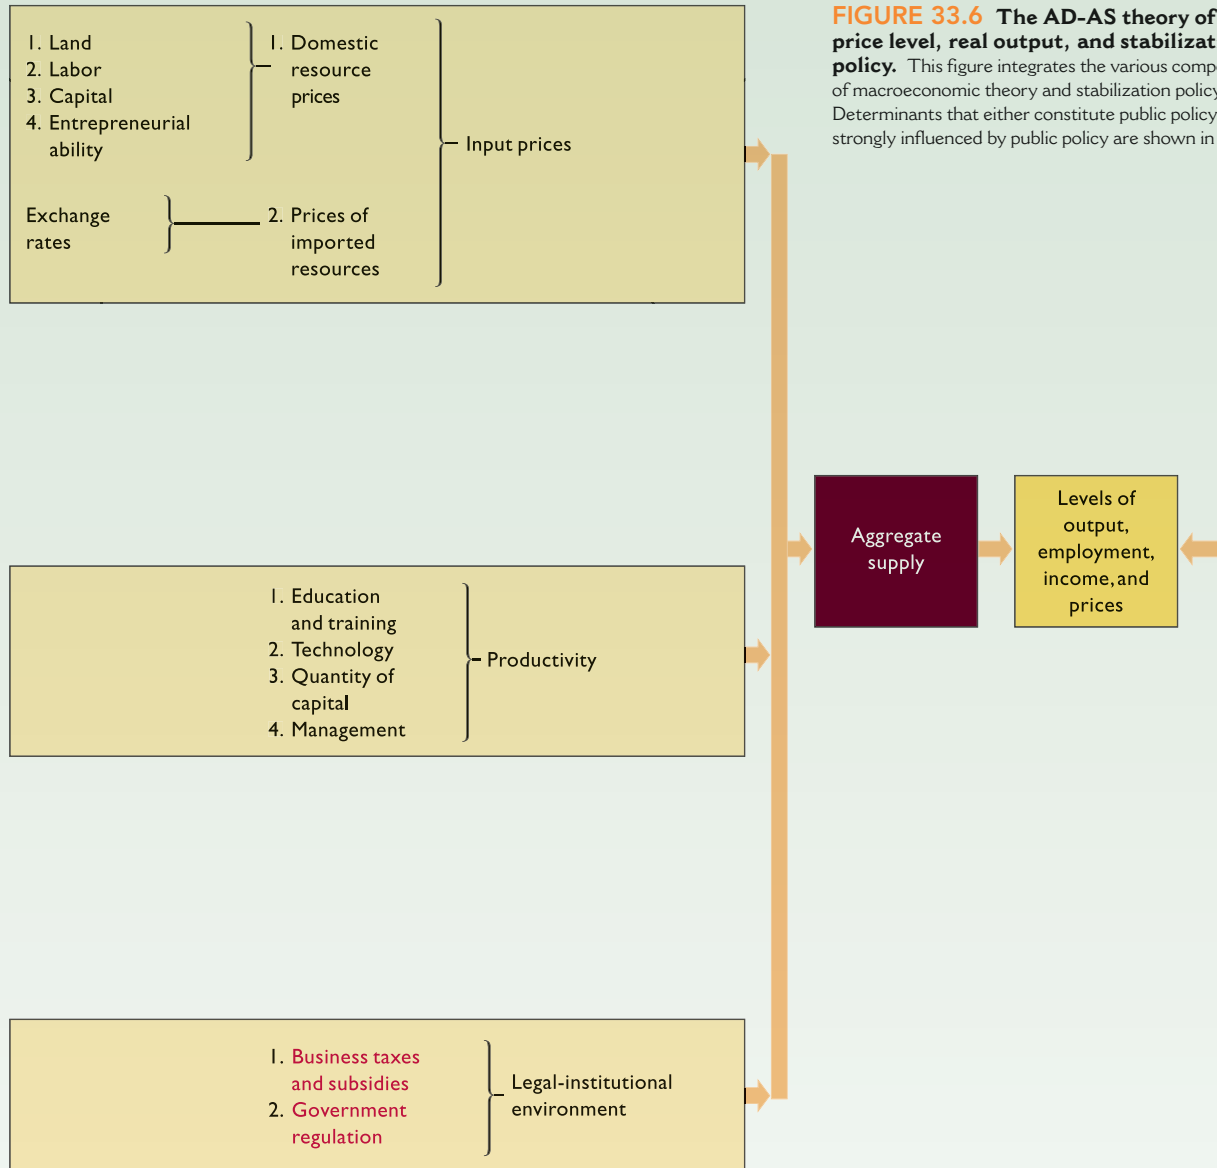 FIGURE 33.6 The AD-AS theory of
price level, real output, and stabilizat
policy. This figure integrates the various comp
of macroeconomic theory and stabilization policy
Determinants that either constitute public policy
strongly influenced by public policy are shown in
1. Land
2. Labor
3. Capital
4. Entrepreneurial
ability
1. Domestic
resource
prices
Input prices
Exchange
rates
2. Prices of
imported
resources
1. Education
and training
2. Technology
3. Quantity of
capital
4. Management
Productivity
1. Business taxes
and subsidies
2. Government
regulation
Legal-institutional
environment
Aggregate
supply
Levels of
output,
employment,
income, and
prices